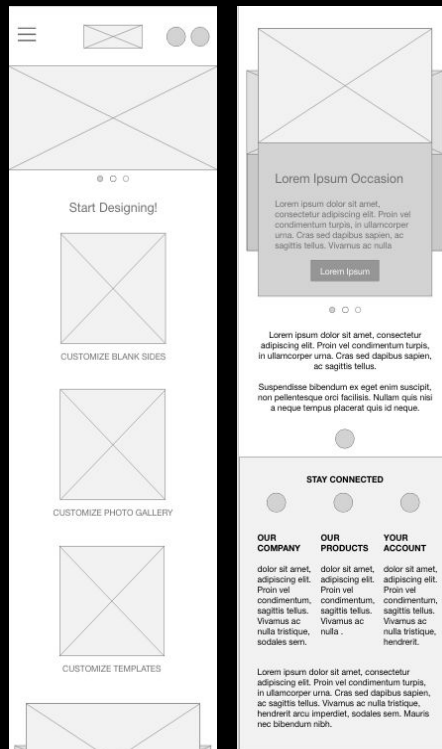 Start Designing!
CUSTOMIZE BLANK SIDES
CUSTOMIZE PHOTO GALLERY
CUSTOMIZE TEMPLATES
Lorem Ipsum Occasion
Lorem ipsum dolor sit amet,
consectetur adipiscing elit. Proin vel
condimentum turpis, in ullamcorper
urna. Cras sed dapibus sapien, ac
sagittis tellus. Vivamus ac nulla
Lorem Ipsum
Lorem ipsum dolor sit amet, consectetur
adipiscing elit. Proin vel condimentum turpis,
in ullamcorper urna. Cras sed dapibus sapien,
ac sagittis tellus.
Suspendisse bibendum ex eget enim suscipit,
non pellentesque orci facilisis. Nullam quis nisi
a neque tempus placerat quis id neque.
STAY CONNECTED
OUR
COMPANY
dolor sit amet,
adipiscing elit.
Proin vel
condimentum,
sagittis tellus.
Vivamus ac
nulla tristique,
sodales sem.
OUR
PRODUCTS
dolor sit amet,
adipiscing elit.
Proin vel
condimentum,
sagittis tellus.
Vivamus ac
nulla .
YOUR
ACCOUNT
dolor sit amet,
adipiscing elit.
Proin vel
condimentum,
sagittis tellus.
Vivamus ac
nulla tristique,
hendrerit.
Lorem ipsum dolor sit amet, consectetur
adipiscing elit. Proin vel condimentum turpis,
in ullamcorper urna. Cras sed dapibus sapien,
ac sagittis tellus. Vivamus ac nulla tristique,
hendrerit arcu imperdiet, sodales sem. Mauris
nec bibendum nibh.